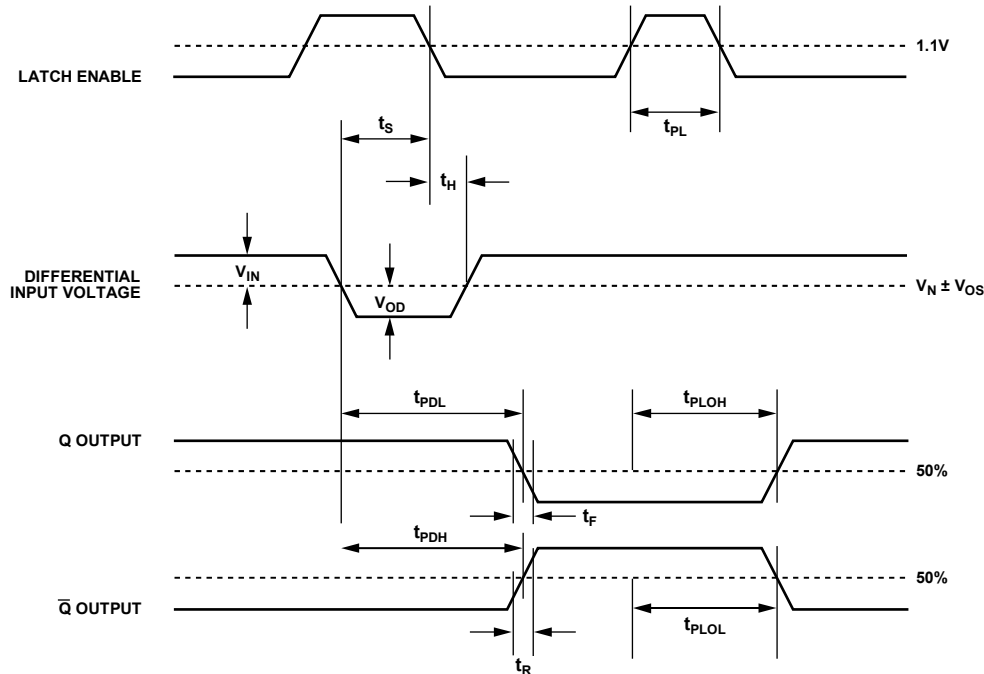 1.1V
LATCH ENABLE
tS
tPL
tH
VIN
DIFFERENTIAL
INPUT VOLTAGE
VOD
VN ± VOS
tPDL
tPLOH
Q OUTPUT
50%
tF
tPDH
50%
Q̅ OUTPUT
tPLOL
tR